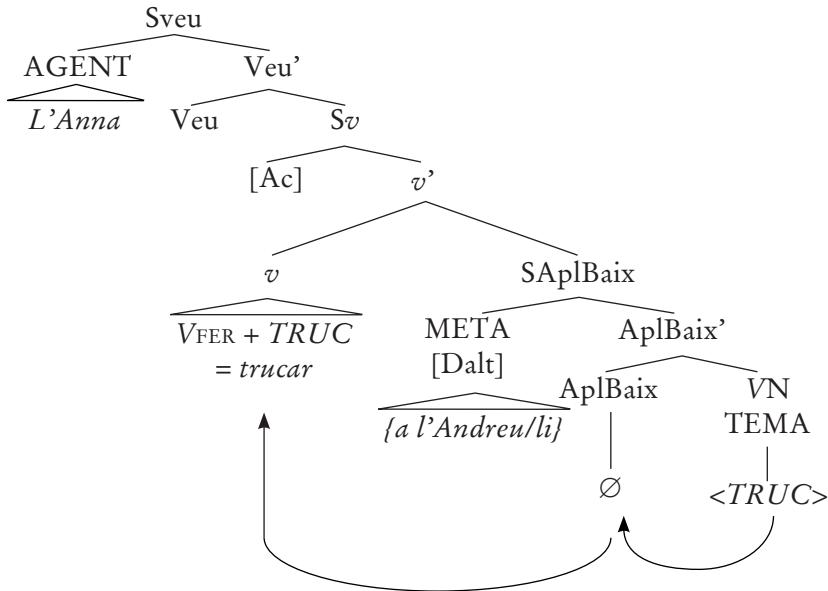 Sveu
AGENT Veu’
L’Anna Veu Sv
[Ac] v’
v SAplBaix
VFER + TRUC META AplBaix’
= trucar [Dalt]
AplBaix VN
{a l’Andreu/li} TEMA
∅ <TRUC>